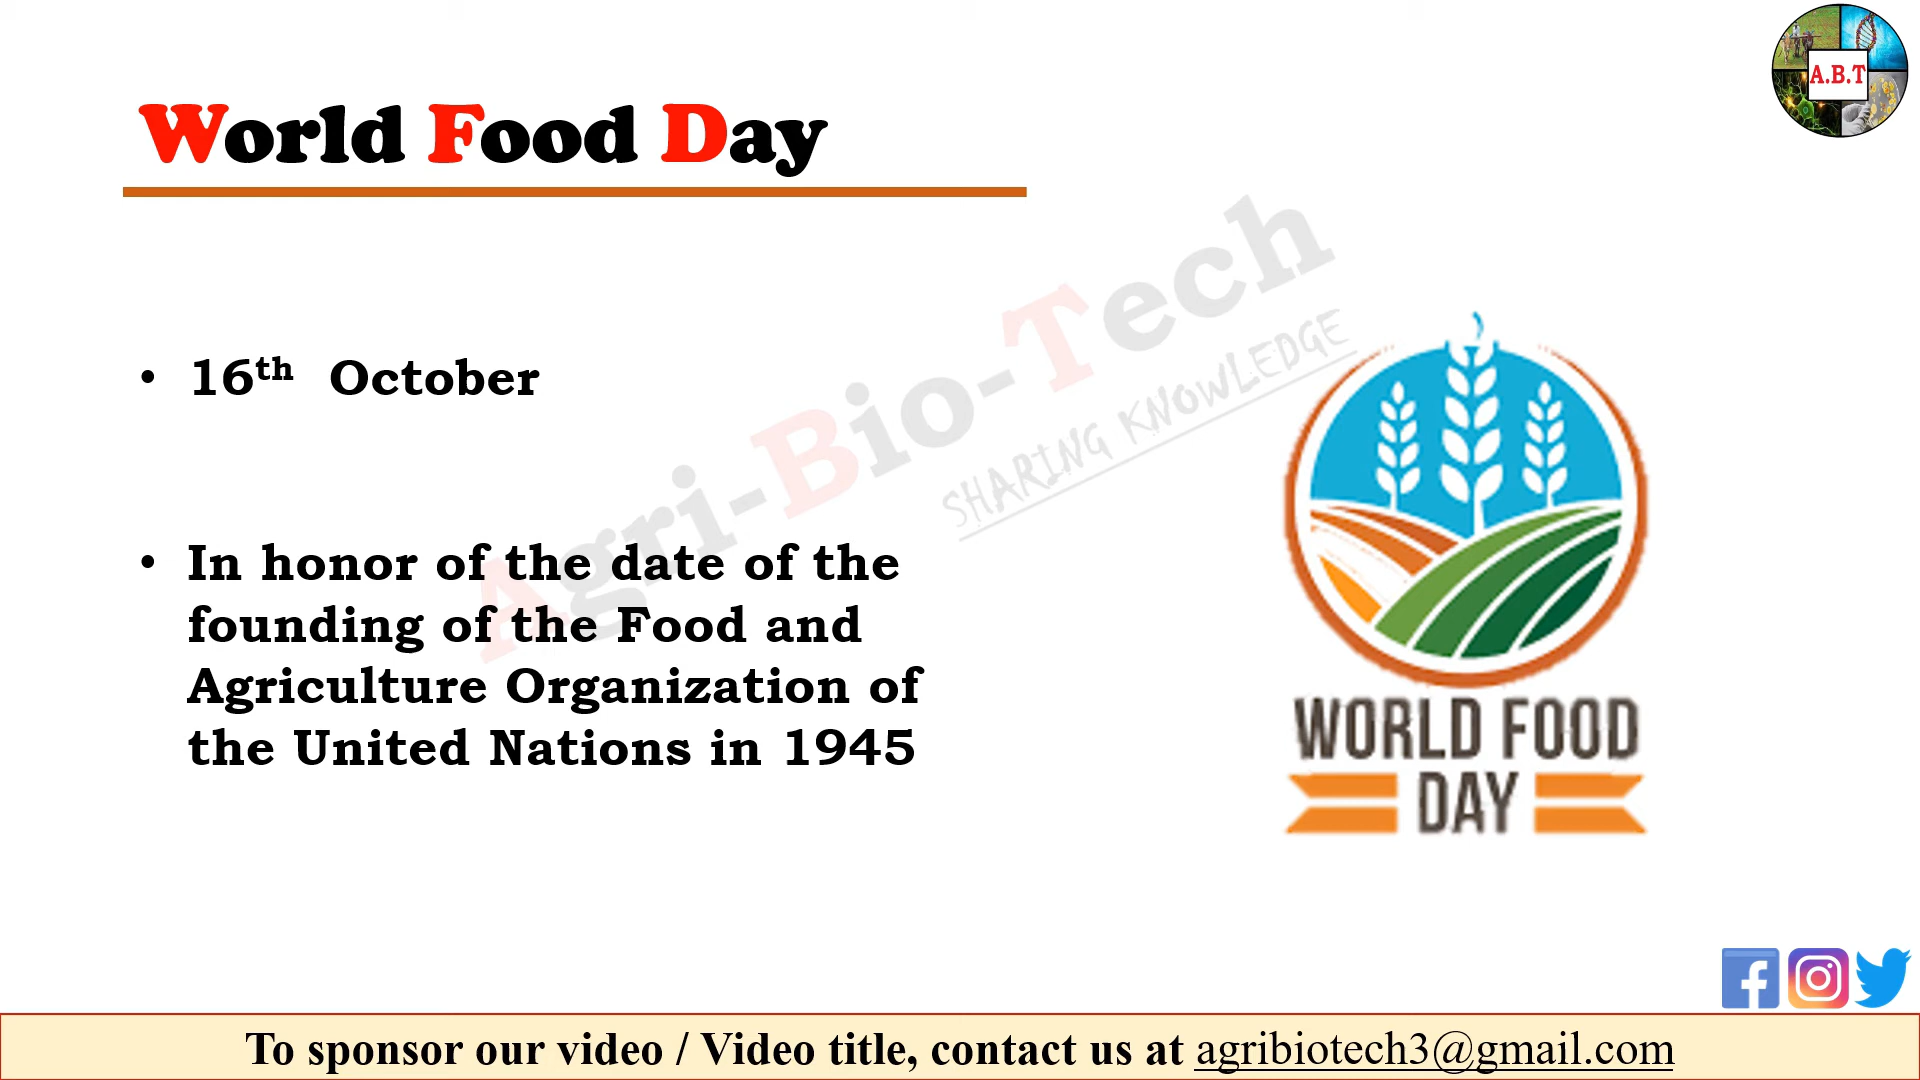 A.B.T
World Food Day
Agri-Bio-Tech
SHARING KNOWLEDGE
• 16th October
• In honor of the date of the
founding of the Food and
Agriculture Organization of
the United Nations in 1945
WORLD FOOD
DAY
To sponsor our video / Video title, contact us at agribiotech3@gmail.com